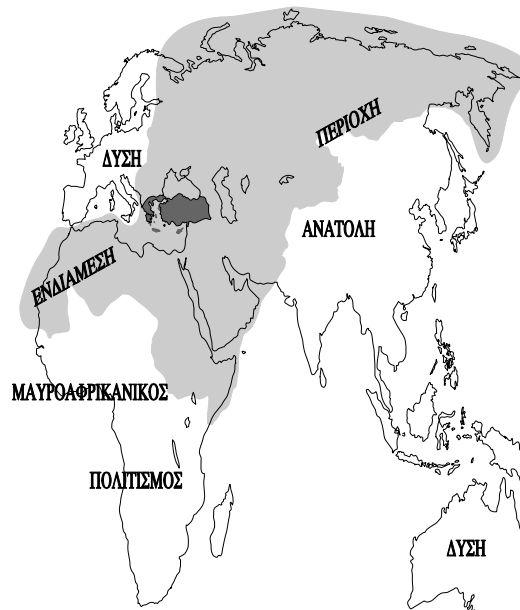 ΠΕΡΙΟΧΗ
ΔΥΣΗ
ΑΝΑΤΟΛΗ
ΕΝΔΙΑΜΕΣΗ
ΜΑΥΡΟΑΦΡΙΚΑΝΙΚΟΣ
ΠΟΛΙΤΙΣΜΟΣ
ΔΥΣΗ